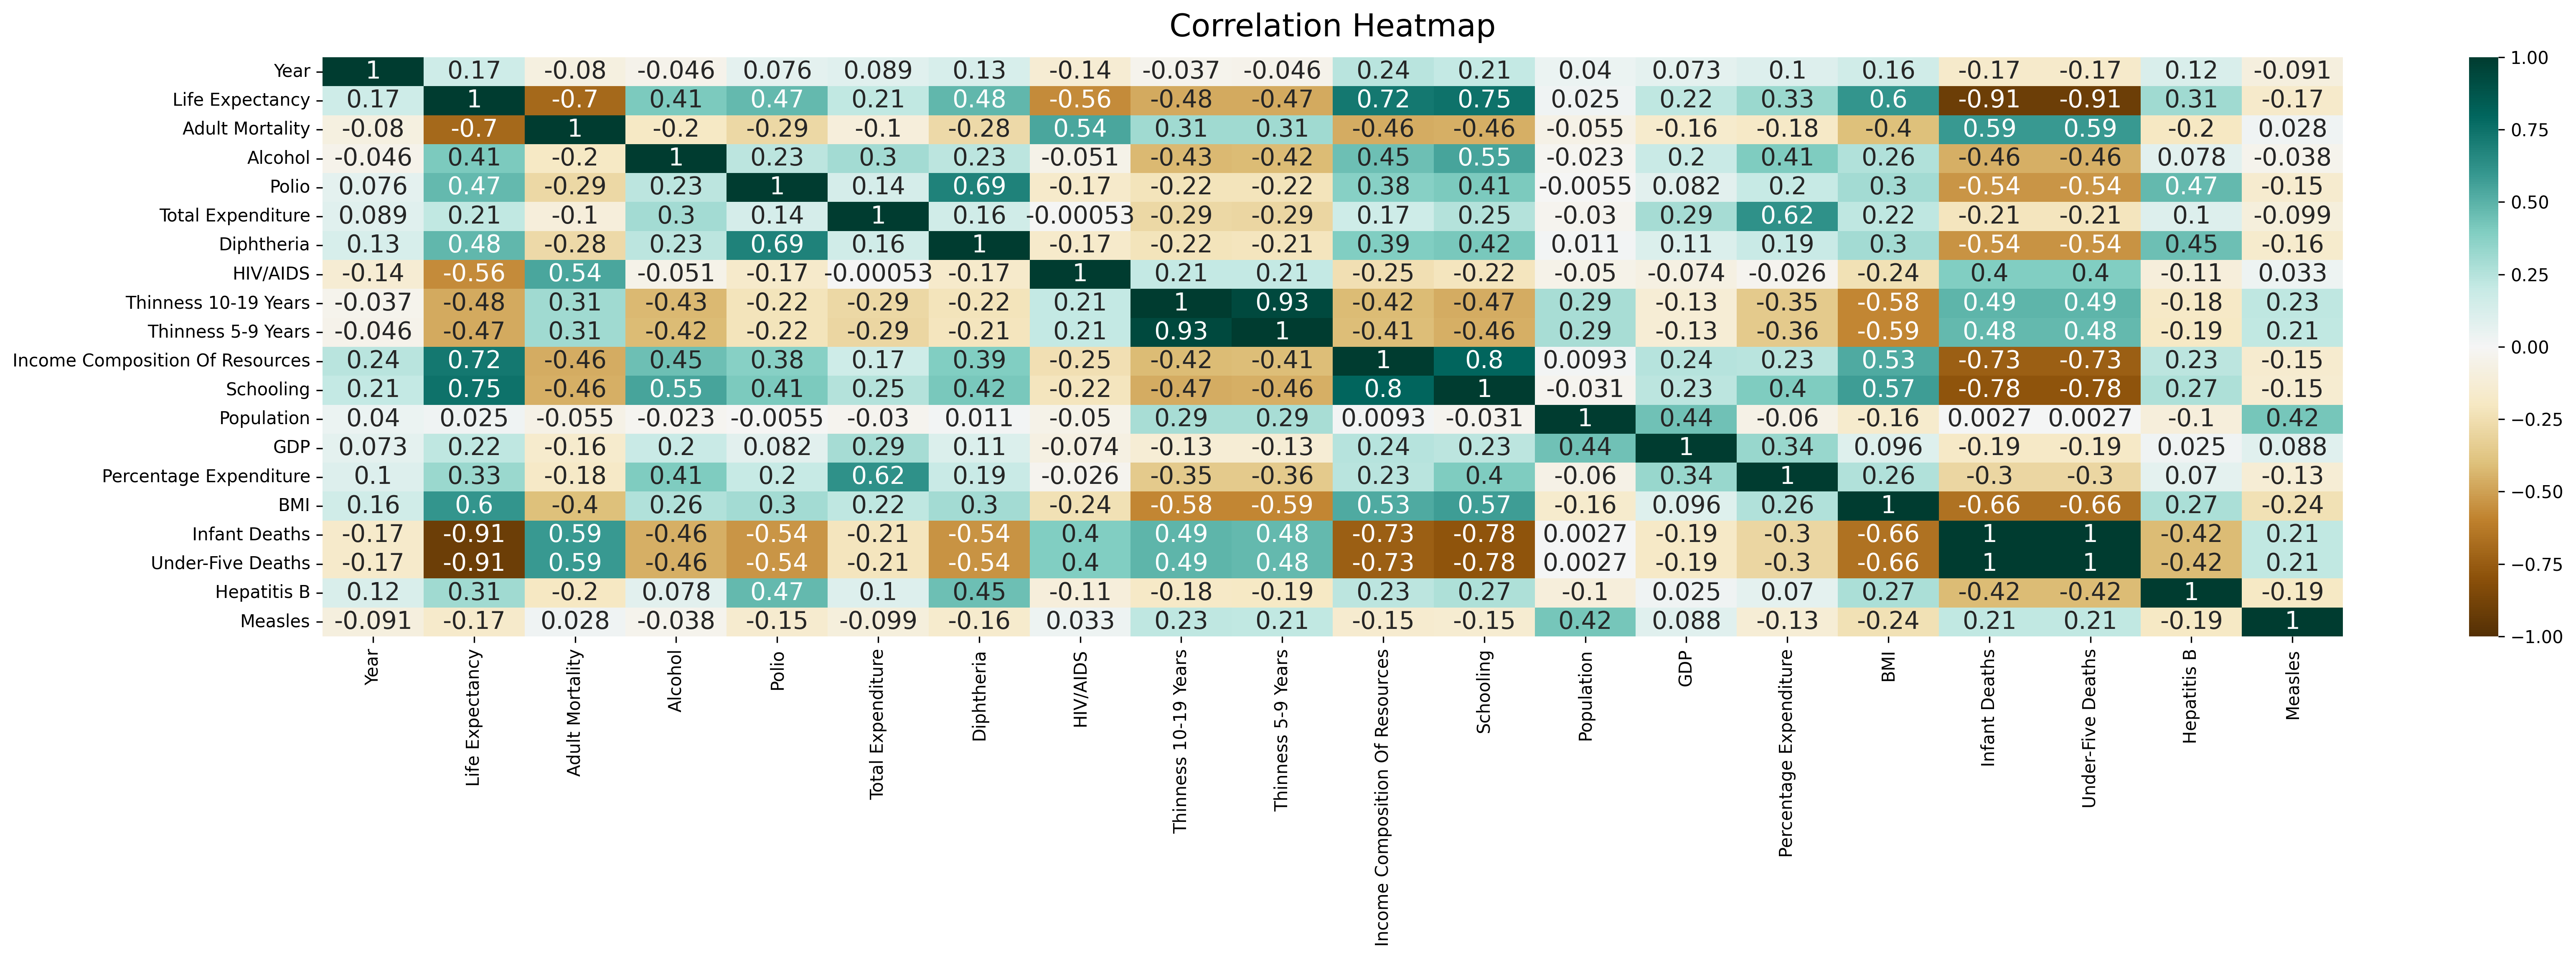 Correlation Heatmap
Year 1 0.17 -0.08 -0.046 0.076 0.089 0.13 -0.14 -0.037 -0.046 0.24 0.21 0.04 0.073 0.1 0.16 -0.17 -0.17 0.12 -0.091
Life Expectancy 0.17 1 -0.7 0.41 0.47 0.21 0.48 -0.56 -0.48 -0.47 0.72 0.75 0.025 0.22 0.33 0.6 -0.91 -0.91 0.31 -0.17
Adult Mortality -0.08 -0.7 1 -0.2 -0.29 -0.1 -0.28 0.54 0.31 0.31 -0.46 -0.46 -0.055 -0.16 -0.18 -0.4 0.59 0.59 -0.2 0.028
Alcohol -0.046 0.41 -0.2 1 0.23 0.3 0.23 -0.051 -0.43 -0.42 0.45 0.55 -0.023 0.2 0.41 0.26 -0.46 -0.46 0.078 -0.038
Polio 0.076 0.47 -0.29 0.23 1 0.14 0.69 -0.17 -0.22 -0.22 0.38 0.41 -0.0055 0.082 0.2 0.3 -0.54 -0.54 0.47 -0.15
Total Expenditure 0.089 0.21 -0.1 0.3 0.14 1 0.16 -0.00053 -0.29 -0.29 0.17 0.25 -0.03 0.29 0.62 0.22 -0.21 -0.21 0.1 -0.099
Diphtheria 0.13 0.48 -0.28 0.23 0.69 0.16 1 -0.17 -0.22 -0.21 0.39 0.42 0.011 0.11 0.19 0.3 -0.54 -0.54 0.45 -0.16
HIV/AIDS -0.14 -0.56 0.54 -0.051 -0.17 -0.00053 -0.17 1 0.21 0.21 -0.25 -0.22 -0.05 -0.074 -0.026 -0.24 0.4 0.4 -0.11 0.033
Thinness 10-19 Years -0.037 -0.48 0.31 -0.43 -0.22 -0.29 -0.22 0.21 1 0.93 -0.42 -0.47 0.29 -0.13 -0.35 -0.58 0.49 0.49 -0.18 0.23
Thinness 5-9 Years -0.046 -0.47 0.31 -0.42 -0.22 -0.29 -0.21 0.21 0.93 1 -0.41 -0.46 0.29 -0.13 -0.36 -0.59 0.48 0.48 -0.19 0.21
Income Composition Of Resources 0.24 0.72 -0.46 0.45 0.38 0.17 0.39 -0.25 -0.42 -0.41 1 0.8 0.0093 0.24 0.23 0.53 -0.73 -0.73 0.23 -0.15
Schooling 0.21 0.75 -0.46 0.55 0.41 0.25 0.42 -0.22 -0.47 -0.46 0.8 1 -0.031 0.23 0.4 0.57 -0.78 -0.78 0.27 -0.15
Population 0.04 0.025 -0.055 -0.023 -0.0055 -0.03 0.011 -0.05 0.29 0.29 0.0093 -0.031 1 0.44 -0.06 -0.16 0.0027 0.0027 -0.1 0.42
GDP 0.073 0.22 -0.16 0.2 0.082 0.29 0.11 -0.074 -0.13 -0.13 0.24 0.23 0.44 1 0.34 0.096 -0.19 -0.19 0.025 0.088
Percentage Expenditure 0.1 0.33 -0.18 0.41 0.2 0.62 0.19 -0.026 -0.35 -0.36 0.23 0.4 -0.06 0.34 1 0.26 -0.3 -0.3 0.07 -0.13
BMI 0.16 0.6 -0.4 0.26 0.3 0.22 0.3 -0.24 -0.58 -0.59 0.53 0.57 -0.16 0.096 0.26 1 -0.66 -0.66 0.27 -0.24
Infant Deaths -0.17 -0.91 0.59 -0.46 -0.54 -0.21 -0.54 0.4 0.49 0.48 -0.73 -0.78 0.0027 -0.19 -0.3 -0.66 1 1 -0.42 0.21
Under-Five Deaths -0.17 -0.91 0.59 -0.46 -0.54 -0.21 -0.54 0.4 0.49 0.48 -0.73 -0.78 0.0027 -0.19 -0.3 -0.66 1 1 -0.42 0.21
Hepatitis B 0.12 0.31 -0.2 0.078 0.47 0.1 0.45 -0.11 -0.18 -0.19 0.23 0.27 -0.1 0.025 0.07 0.27 -0.42 -0.42 1 -0.19
Measles -0.091 -0.17 0.028 -0.038 -0.15 -0.099 -0.16 0.033 0.23 0.21 -0.15 -0.15 0.42 0.088 -0.13 -0.24 0.21 0.21 -0.19 1
Year
Life Expectancy
Adult Mortality
Alcohol
Polio
Total Expenditure
Diphtheria
HIV/AIDS
Thinness 10-19 Years
Thinness 5-9 Years
Income Composition Of Resources
Schooling
Population
GDP
Percentage Expenditure
BMI
Infant Deaths
Under-Five Deaths
Hepatitis B
Measles
1.00
0.75
0.50
0.25
0.00
−0.25
−0.50
−0.75
−1.00